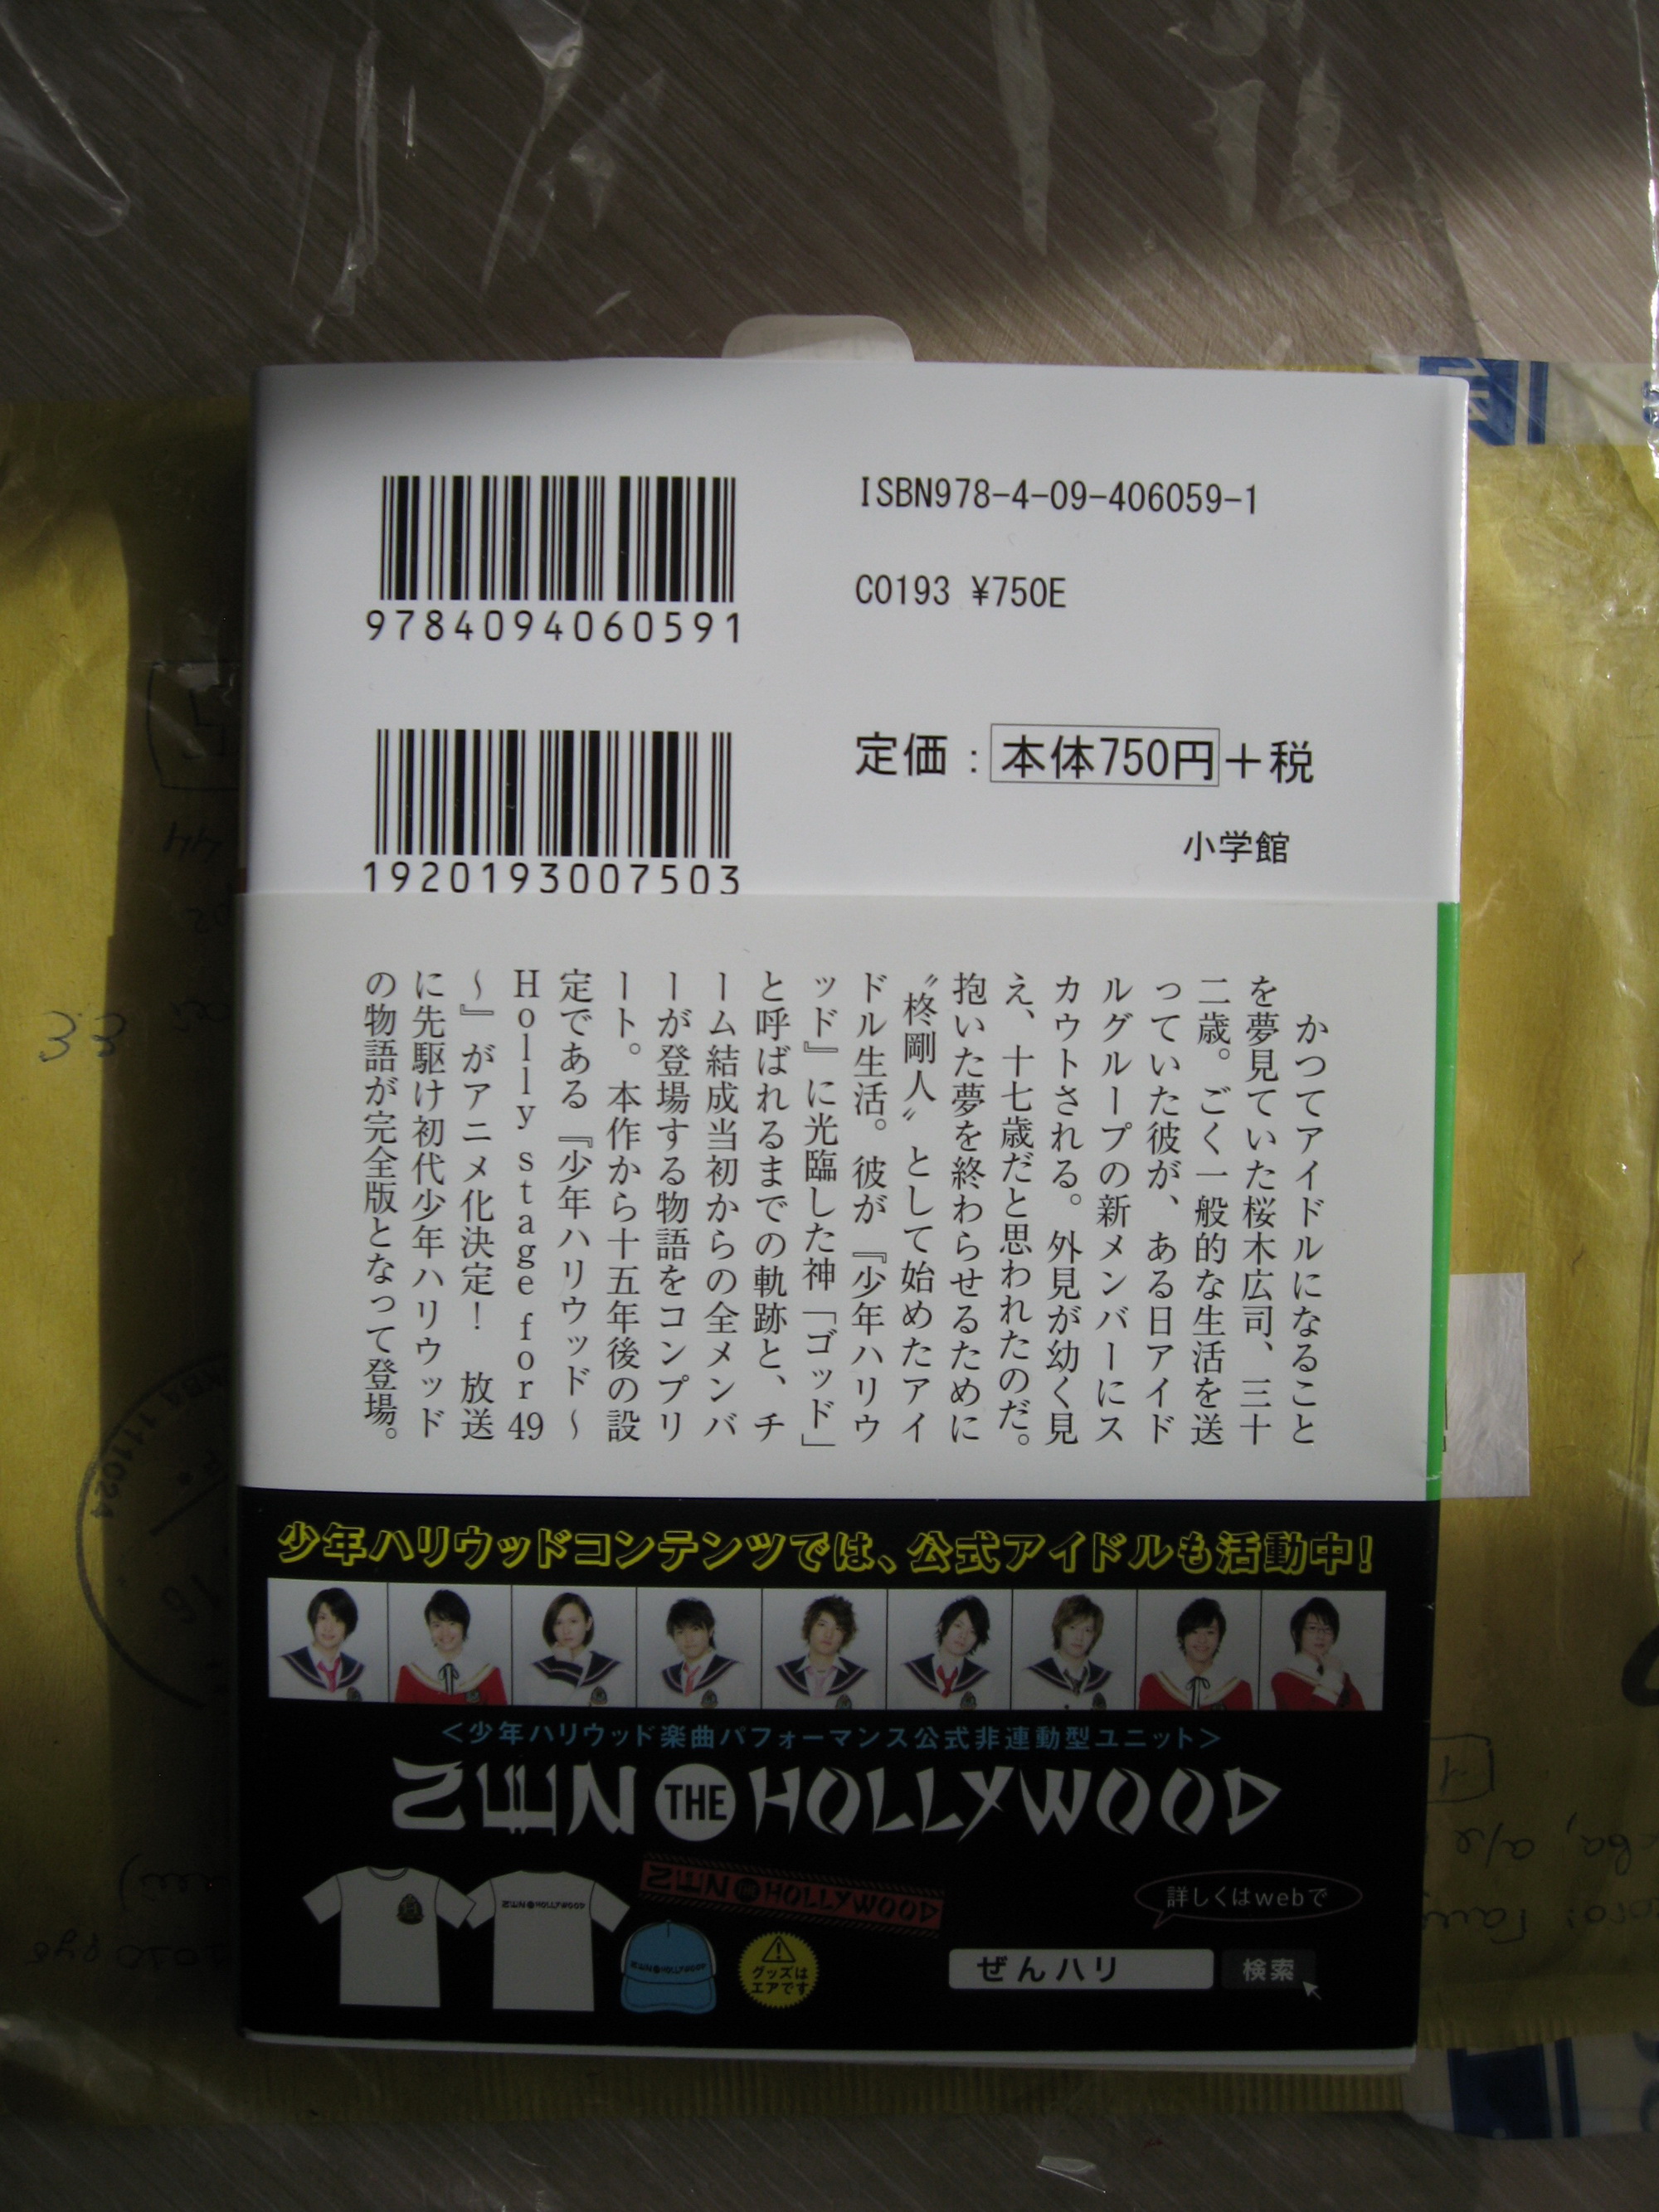 ISBN978-4-09-406059-1
9784094060591
C0193 ¥750E
定価：本体750円＋税
小学館
1920193007503
かつてアイドルになること
を夢見ていた桜木広司、三十
二歳。ごく一般的な生活を送
っていた彼が、ある日アイド
ルグループの新メンバーにス
カウトされる。外見が幼く見
え、十七歳だと思われたのだ。
抱いた夢を終わらせるために
〝柊剛人〟として始めたアイ
ドル生活。彼が『少年ハリウ
ッド』に光臨した神「ゴッド」
と呼ばれるまでの軌跡と、チ
ーム結成当初からの全メンバ
ーが登場する物語をコンプリ
ート。本作から十五年後の設
定である『少年ハリウッド〜
Holly stage for 49
〜』がアニメ化決定！　放送
に先駆け初代少年ハリウッド
の物語が完全版となって登場。
少年ハリウッドコンテンツでは、公式アイドルも活動中！
＜少年ハリウッド楽曲パフォーマンス公式非連動型ユニット＞
ZEN THE HOLLYWOOD
ZEN THE HOLLYWOOD
ZEN THE HOLLYWOOD
ZEN THE HOLLYWOOD
グッズは
エアです
詳しくはwebで
ぜんハリ
検索
33
111024